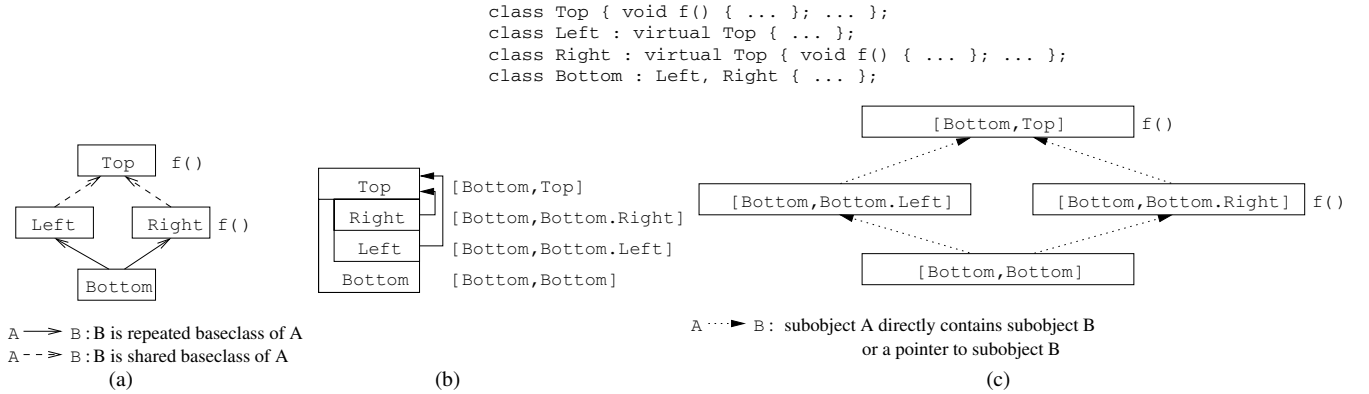 class Top { void f() { ... }; ... };
class Left : virtual Top { ... };
class Right : virtual Top { void f() { ... }; ... };
class Bottom : Left, Right { ... };
Top f()
Left Right f()
Bottom
A B : B is repeated baseclass of A
A B : B is shared baseclass of A
(a)
Top [Bottom,Top]
Right [Bottom,Bottom.Right]
Left [Bottom,Bottom.Left]
Bottom [Bottom,Bottom]
(b)
[Bottom,Top] f()
[Bottom,Bottom.Left] [Bottom,Bottom.Right] f()
[Bottom,Bottom]
A B : subobject A directly contains subobject B
or a pointer to subobject B
(c)